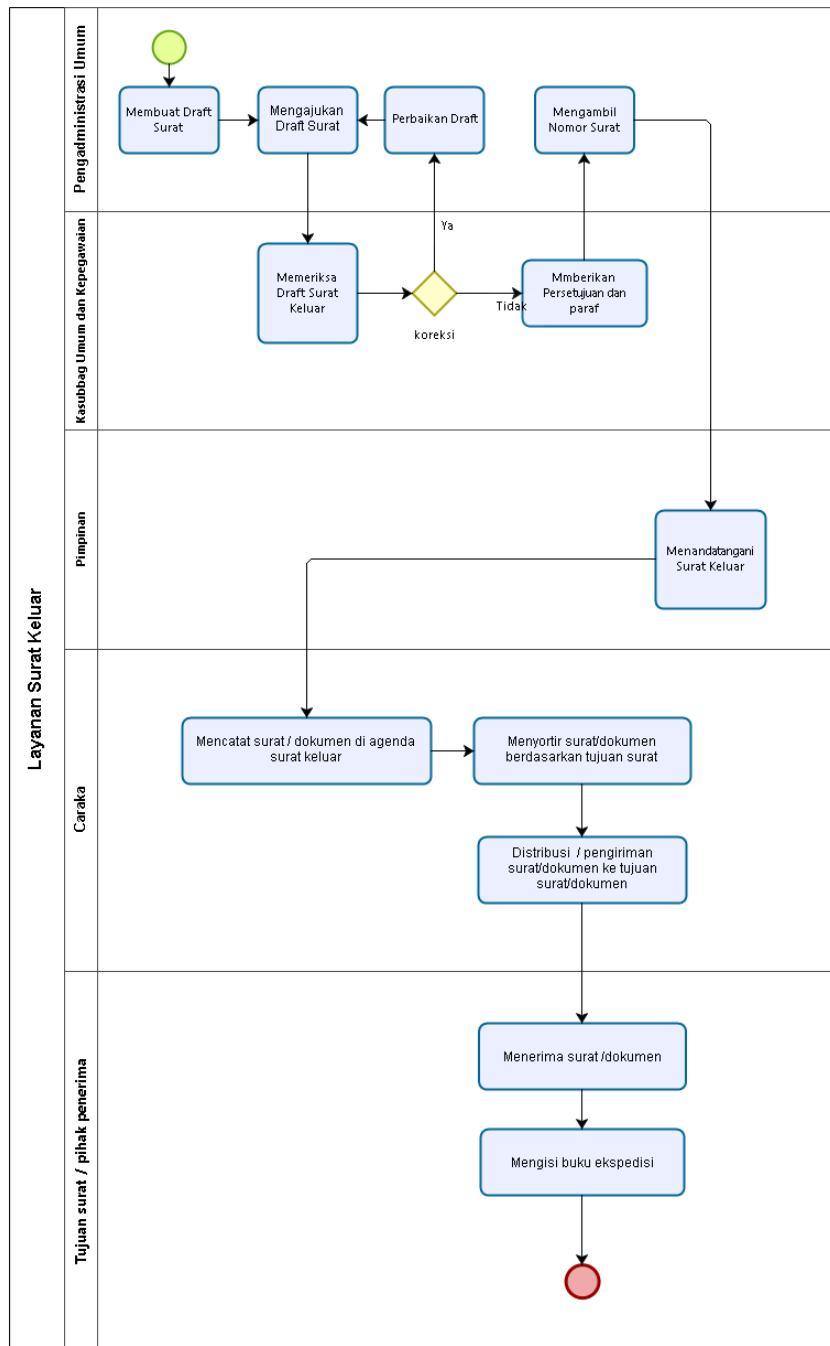 Layanan Surat Keluar
Pengadministrasi Umum
Membuat Draft
Surat
Mengajukan
Draft Surat
Perbaikan Draft
Mengambil
Nomor Surat
Kasubbag Umum dan Kepegawaian
Ya
Memeriksa
Draft Surat
Keluar
koreksi
Tidak
Mmberikan
Persetujuan dan
paraf
Pimpinan
Menandatangani
Surat Keluar
Caraka
Mencatat surat / dokumen di agenda
surat keluar
Menyortir surat/dokumen
berdasarkan tujuan surat
Distribusi / pengiriman
surat/dokumen ke tujuan
surat/dokumen
Tujuan surat / pihak penerima
Menerima surat /dokumen
Mengisi buku ekspedisi